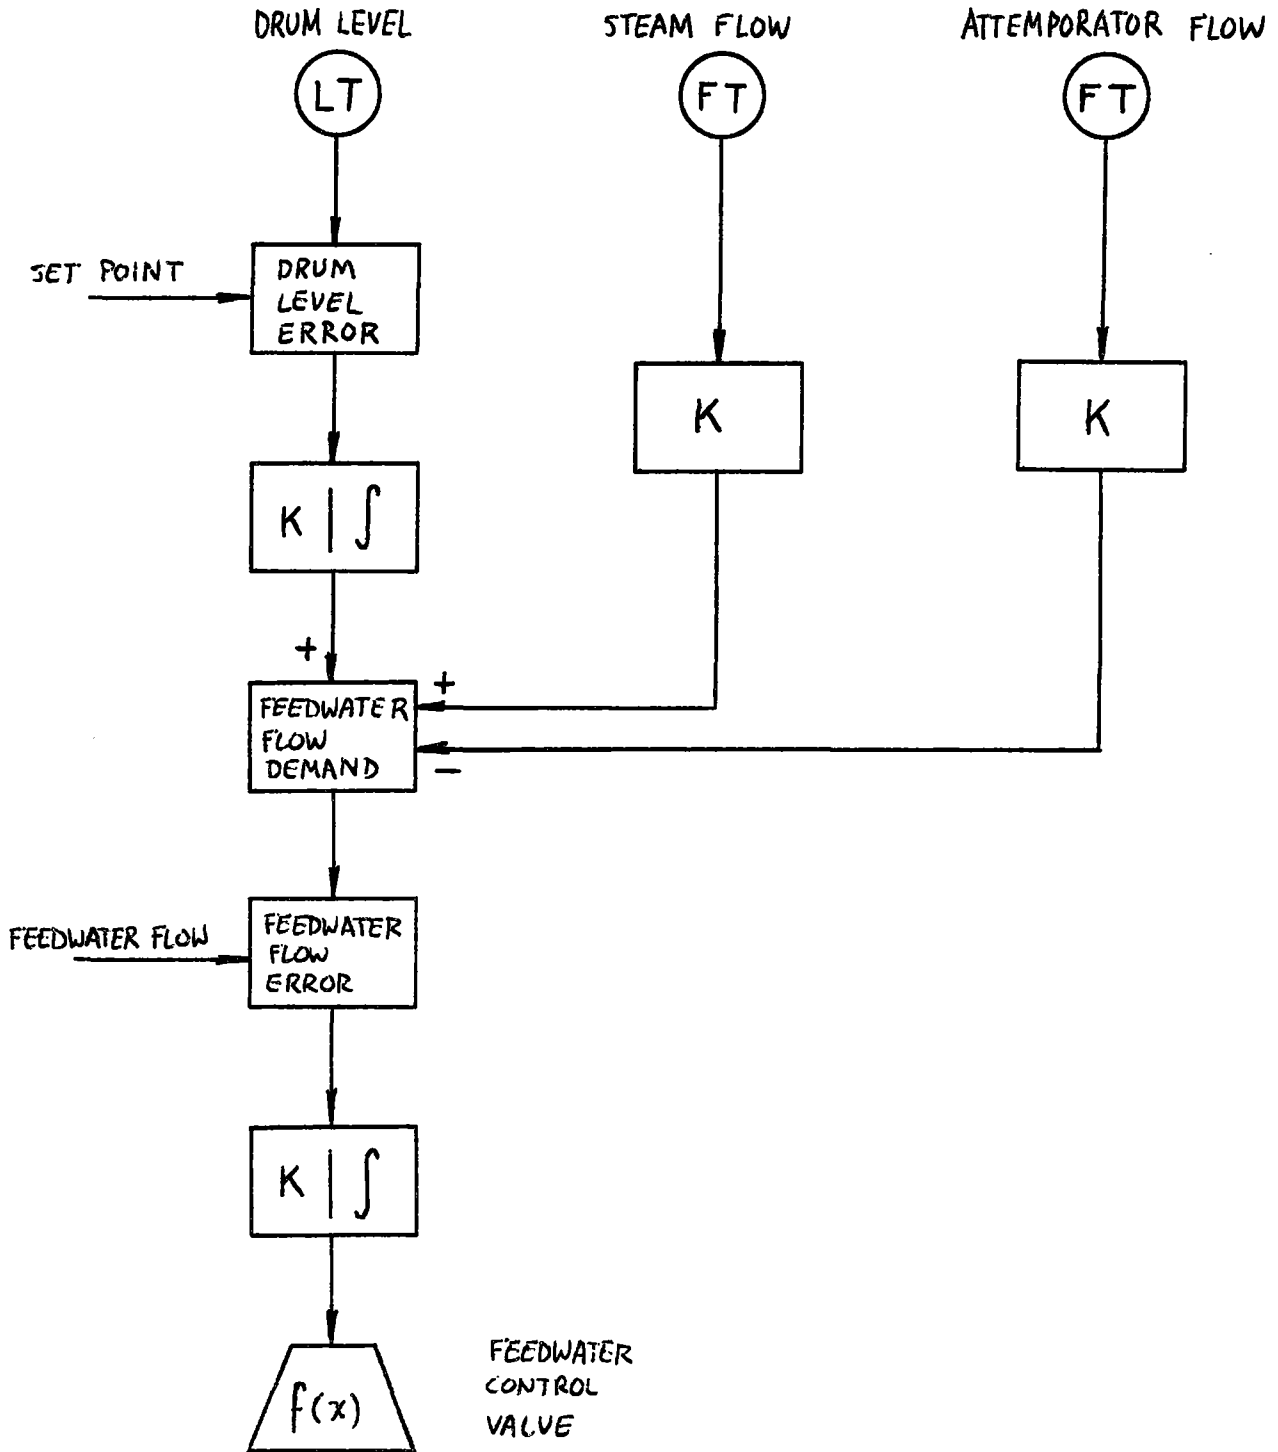 DRUM LEVEL
STEAM FLOW
ATTEMPORATOR FLOW
LT
FT
FT
SET POINT
DRUM
LEVEL
ERROR
K
K
K | ∫
+
+
−
FEEDWATER
FLOW
DEMAND
FEEDWATER FLOW
FEEDWATER
FLOW
ERROR
K | ∫
f(x)
FEEDWATER
CONTROL
VALUE